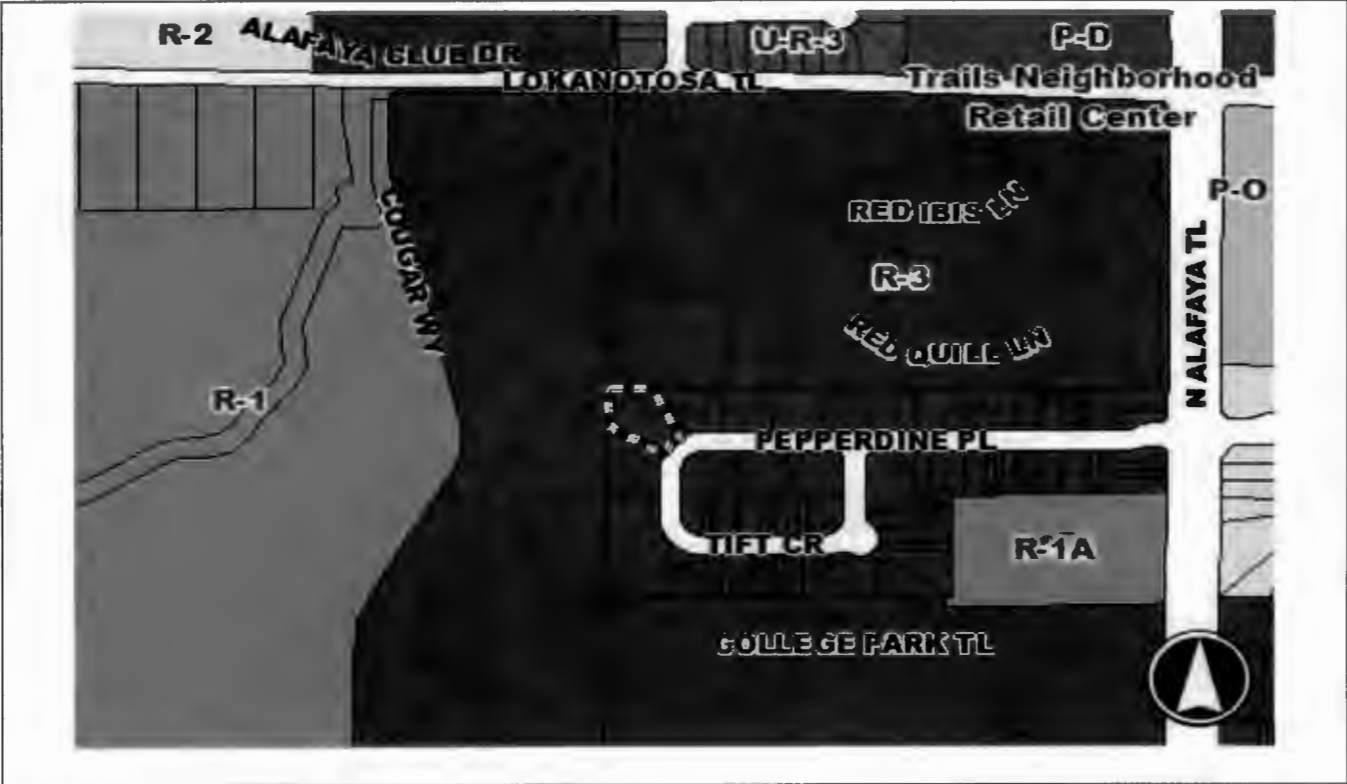 R-2
ALAFAYA CLUB DR
U-R-3
P-D
LOKANOTOSA TL
Trails Neighborhood
Retail Center
P-O
COUGAR WY
RED IBIS LN
R-3
N ALAFAYA TL
RED QUILL LN
R-1
PEPPERDINE PL
TIFT CR
R-1A
COLLEGE PARK TL